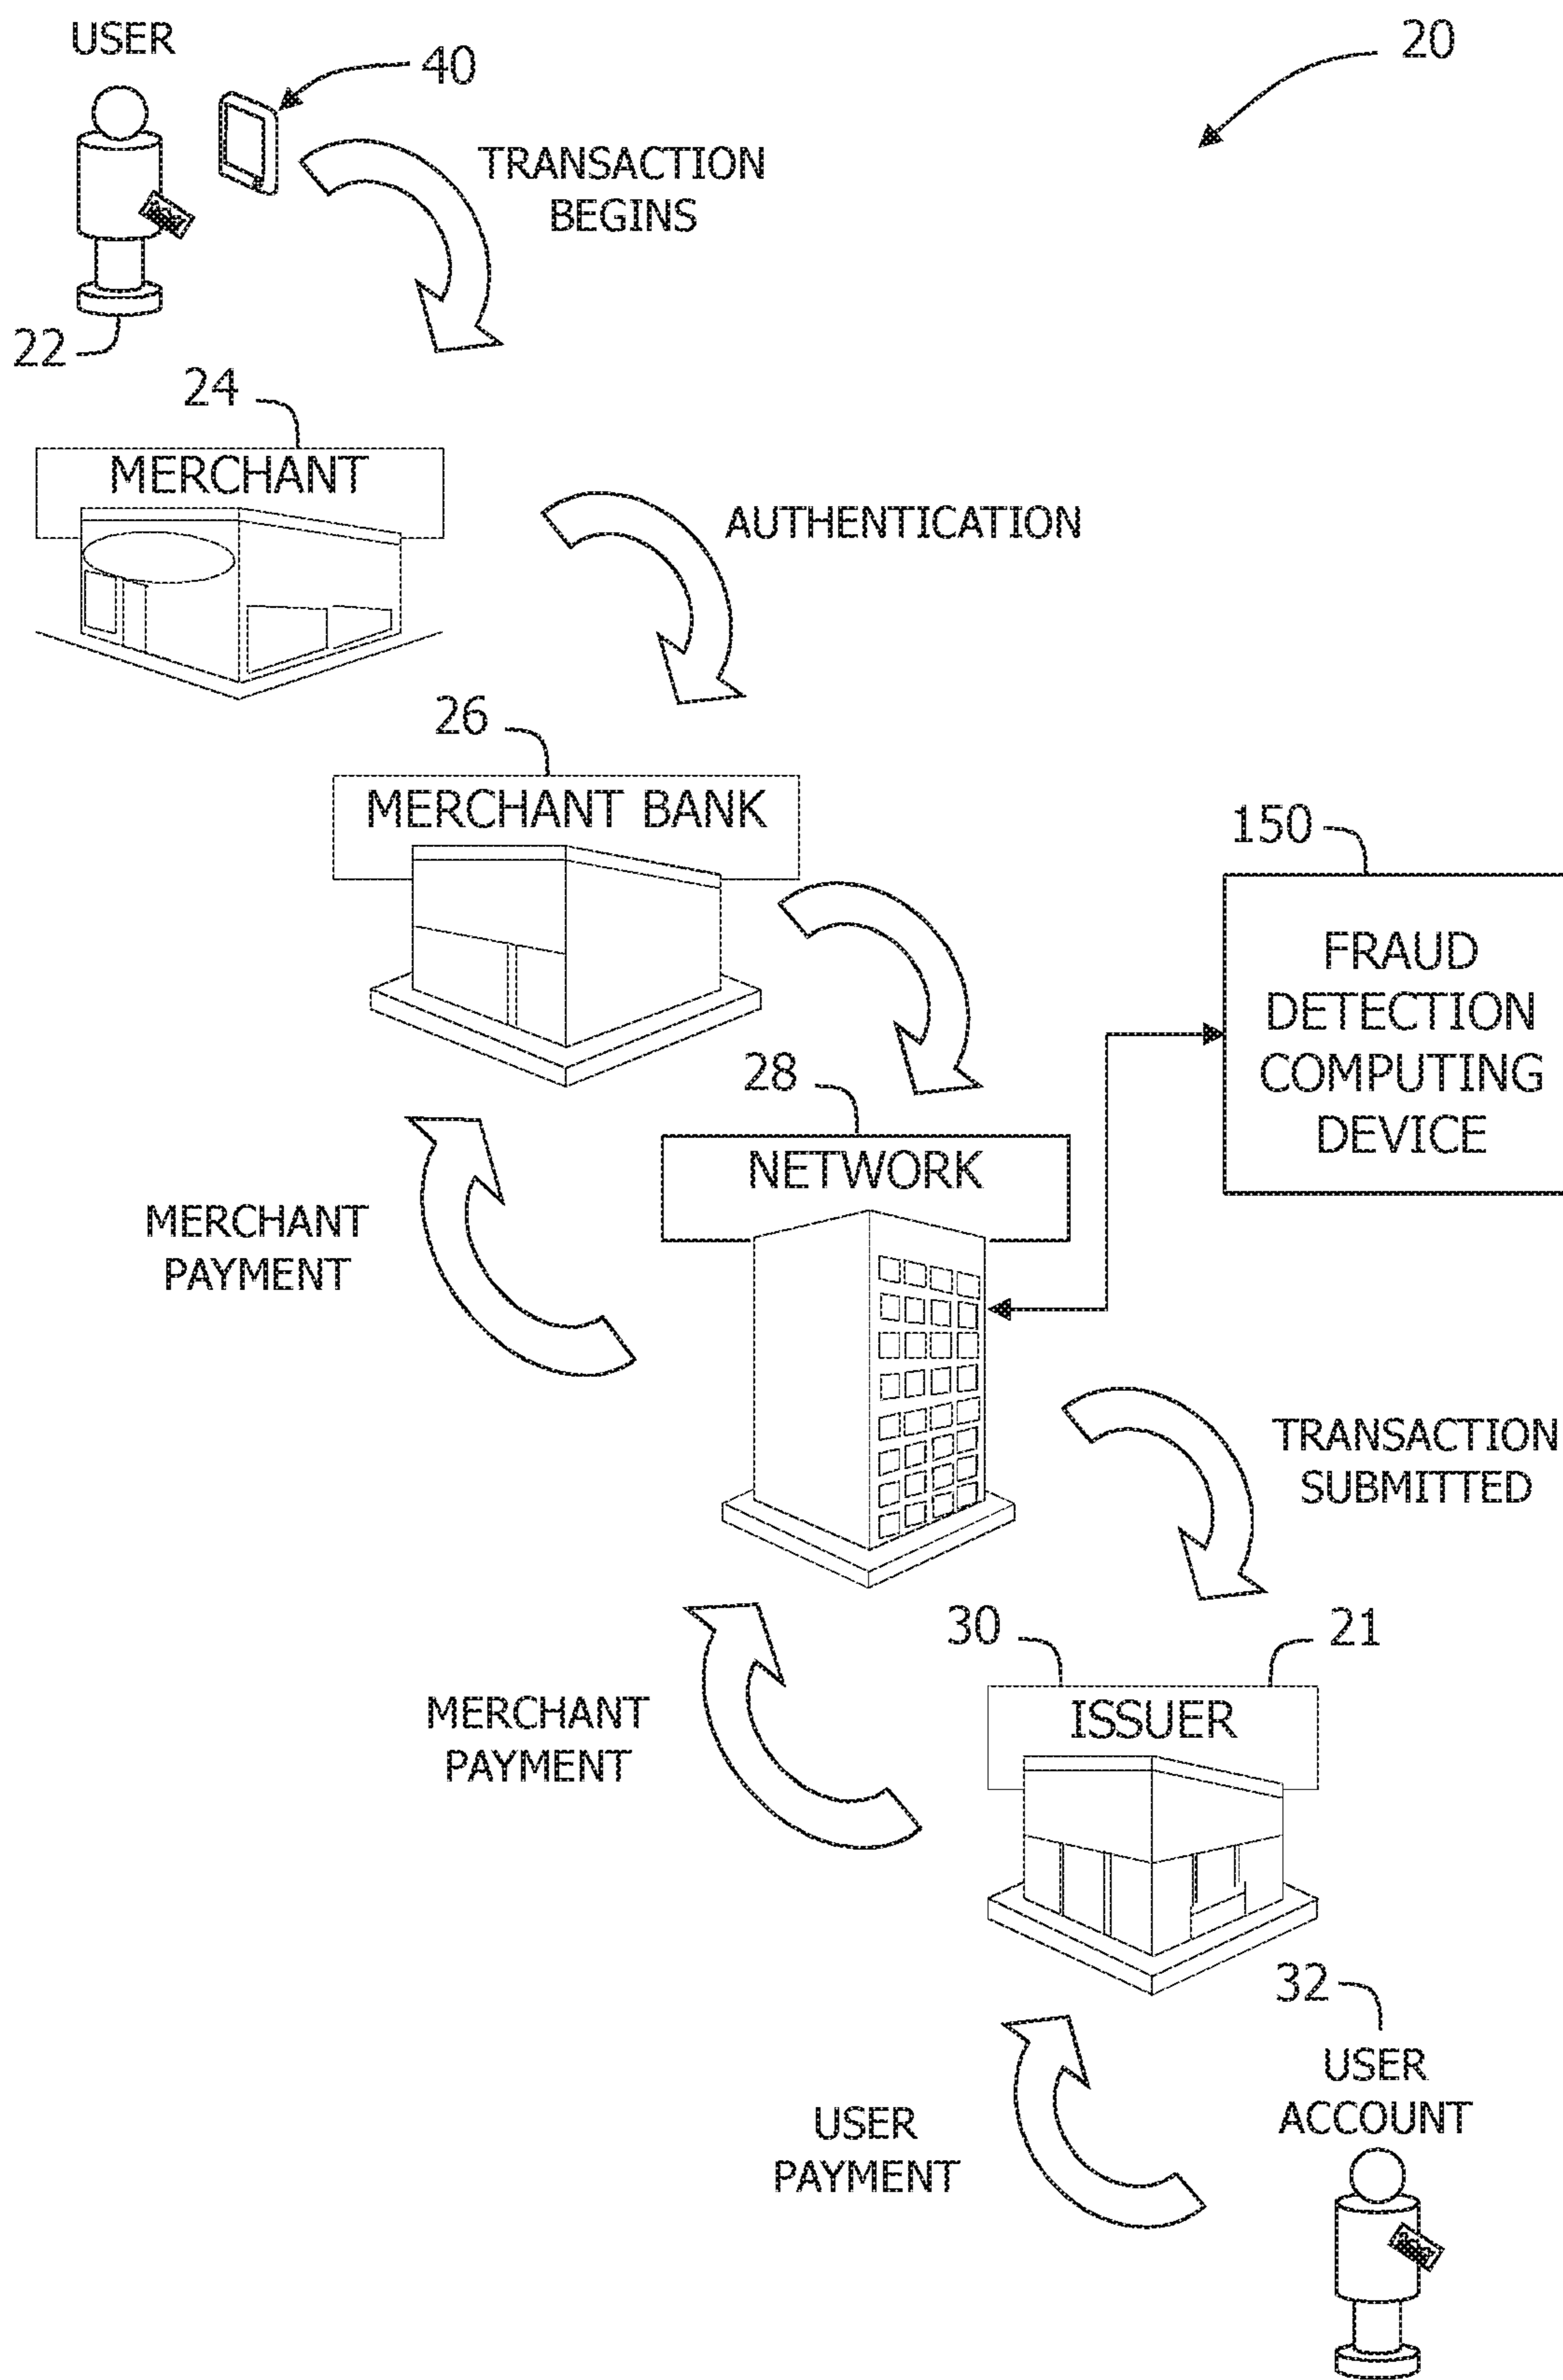 USER
40
20
TRANSACTION
BEGINS
22
24
MERCHANT
AUTHENTICATION
26
MERCHANT BANK
150
FRAUD
DETECTION
COMPUTING
DEVICE
28
NETWORK
MERCHANT
PAYMENT
TRANSACTION
SUBMITTED
30
21
ISSUER
MERCHANT
PAYMENT
32
USER
ACCOUNT
USER
PAYMENT